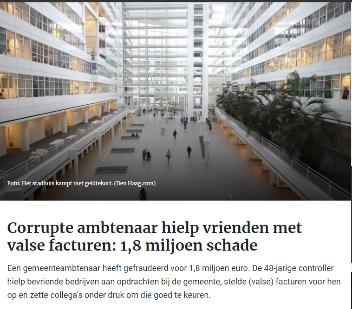 Foto: Het stadhuis kampt met geldtekort. (Den Haag.com)
Corrupte ambtenaar hielp vrienden met
valse facturen: 1,8 miljoen schade
Een gemeenteambtenaar heeft gefraudeerd voor 1,8 miljoen euro. De 48-jarige controller
hielp bevriende bedrijven aan opdrachten bij de gemeente, stelde (valse) facturen voor hen
op en zette collega's onder druk om die goed te keuren.